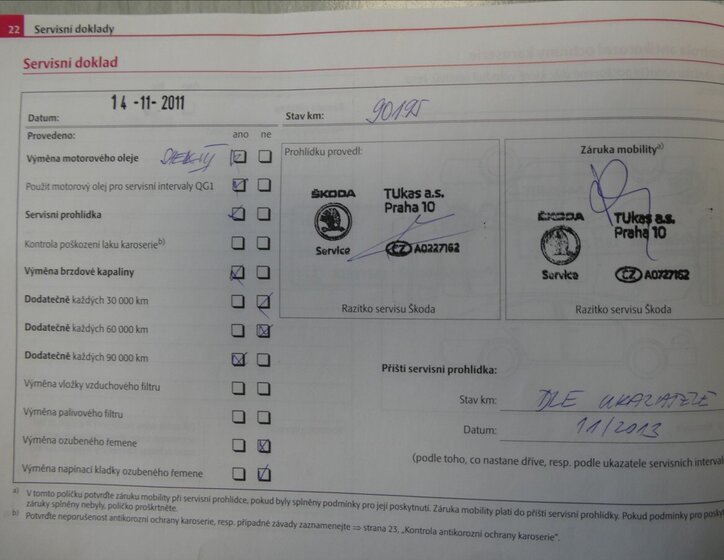 22 Servisní doklady
Servisní doklad
Datum: 14 -11- 2011
Stav km: 90195
Provedeno: ano ne
Výměna motorového oleje
Použit motorový olej pro servisní intervaly QG1
Servisní prohlídka
Kontrola poškození laku karoserie b)
Výměna brzdové kapaliny
Dodatečně každých 30 000 km
Dodatečně každých 60 000 km
Dodatečně každých 90 000 km
Výměna vložky vzduchového filtru
Výměna palivového filtru
Výměna ozubeného řemene
Výměna napínací kladky ozubeného řemene
Prohlídku provedl:
ŠKODA TUkas a.s.
Praha 10
Service CZ A0227162
Razítko servisu Škoda
Záruka mobility a)
ŠKODA TUkas a.s.
Praha 10
Service CZ A0227162
Razítko servisu Škoda
Příští servisní prohlídka:
Stav km: DLE UKAZATELE
Datum: 11/2013
(podle toho, co nastane dříve, resp. podle ukazatele servisních interval
a) V tomto políčku potvrďte záruku mobility při servisní prohlídce, pokud byly splněny podmínky pro její poskytnutí. Záruka mobility platí do příští servisní prohlídky. Pokud podmínky pro posky
záruky splněny nebyly, políčko proškrtněte.
b) Potvrďte neporušenost antikorozní ochrany karoserie, resp. případné závady zaznamenejte ⇒ strana 23, „Kontrola antikorozní ochrany karoserie“.